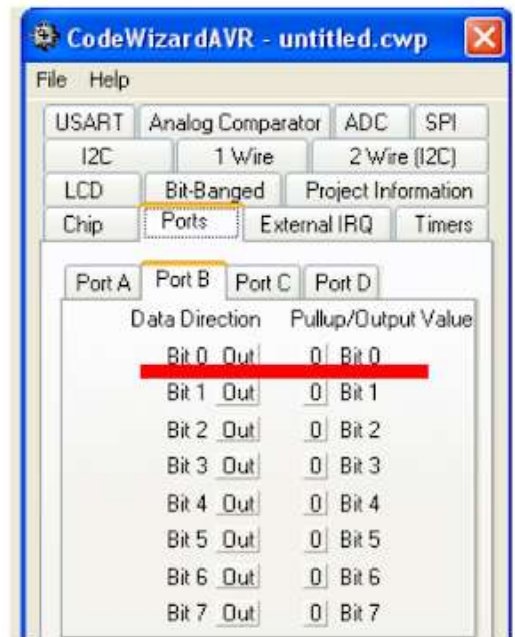 CodeWizardAVR - untitled.cwp
File Help
USART Analog Comparator ADC SPI
I2C 1 Wire 2 Wire (I2C)
LCD Bit-Banged Project Information
Chip Ports External IRQ Timers
Port A Port B Port C Port D
Data Direction Pullup/Output Value
Bit 0 Out 0 Bit 0
Bit 1 Out 0 Bit 1
Bit 2 Out 0 Bit 2
Bit 3 Out 0 Bit 3
Bit 4 Out 0 Bit 4
Bit 5 Out 0 Bit 5
Bit 6 Out 0 Bit 6
Bit 7 Out 0 Bit 7